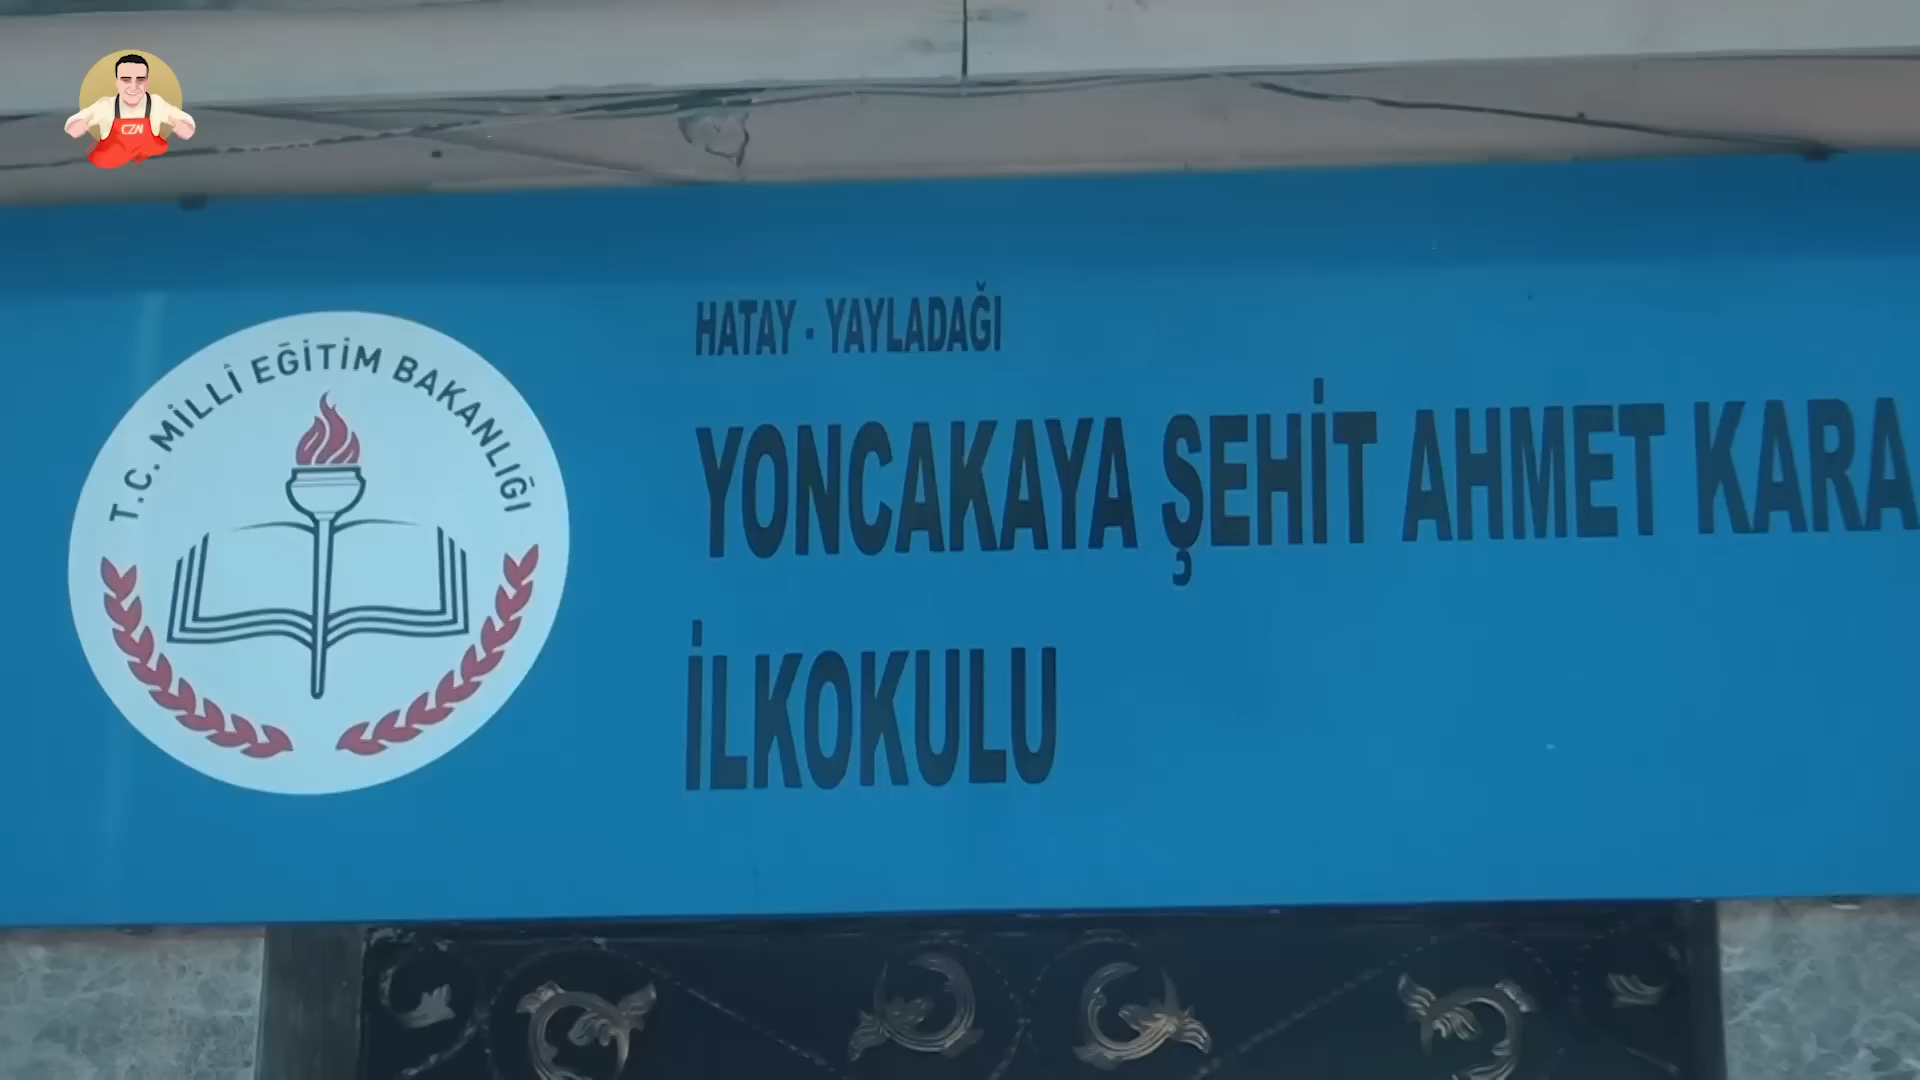 CZN
T.C. MİLLÎ EĞİTİM BAKANLIĞI
HATAY - YAYLADAĞI
YONCAKAYA ŞEHİT AHMET KARA
İLKOKULU